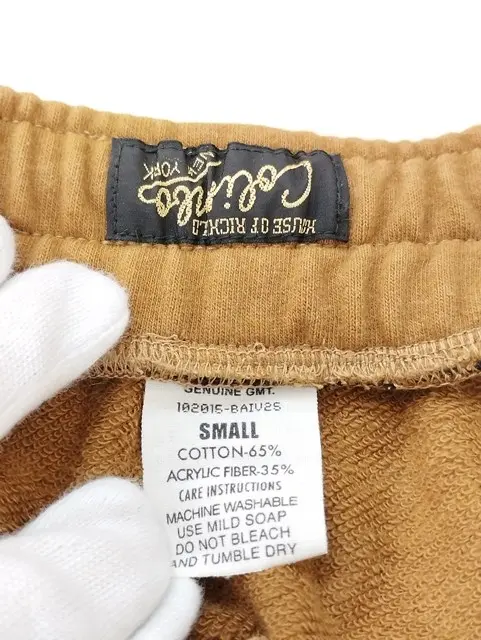 HOUSE OF RICHLO
Colimbo
NEW YORK
GENUINE GMT.
102015-BAIV25
SMALL
COTTON-65%
ACRYLIC FIBER-35%
CARE INSTRUCTIONS
MACHINE WASHABLE
USE MILD SOAP
DO NOT BLEACH
AND TUMBLE DRY